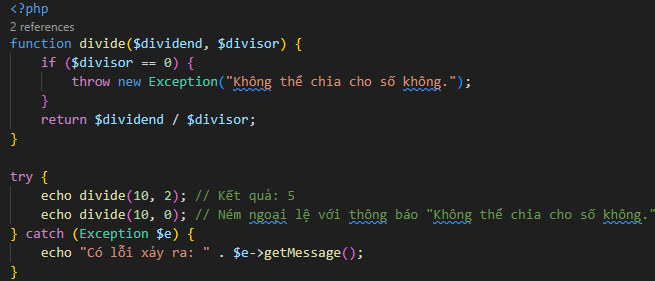 <?php
2 references
function divide($dividend, $divisor) {
    if ($divisor == 0) {
        throw new Exception("Không thể chia cho số không.");
    }
    return $dividend / $divisor;
}

try {
    echo divide(10, 2); // Kết quả: 5
    echo divide(10, 0); // Ném ngoại lệ với thông báo "Không thể chia cho số không."
} catch (Exception $e) {
    echo "Có lỗi xảy ra: " . $e->getMessage();
}